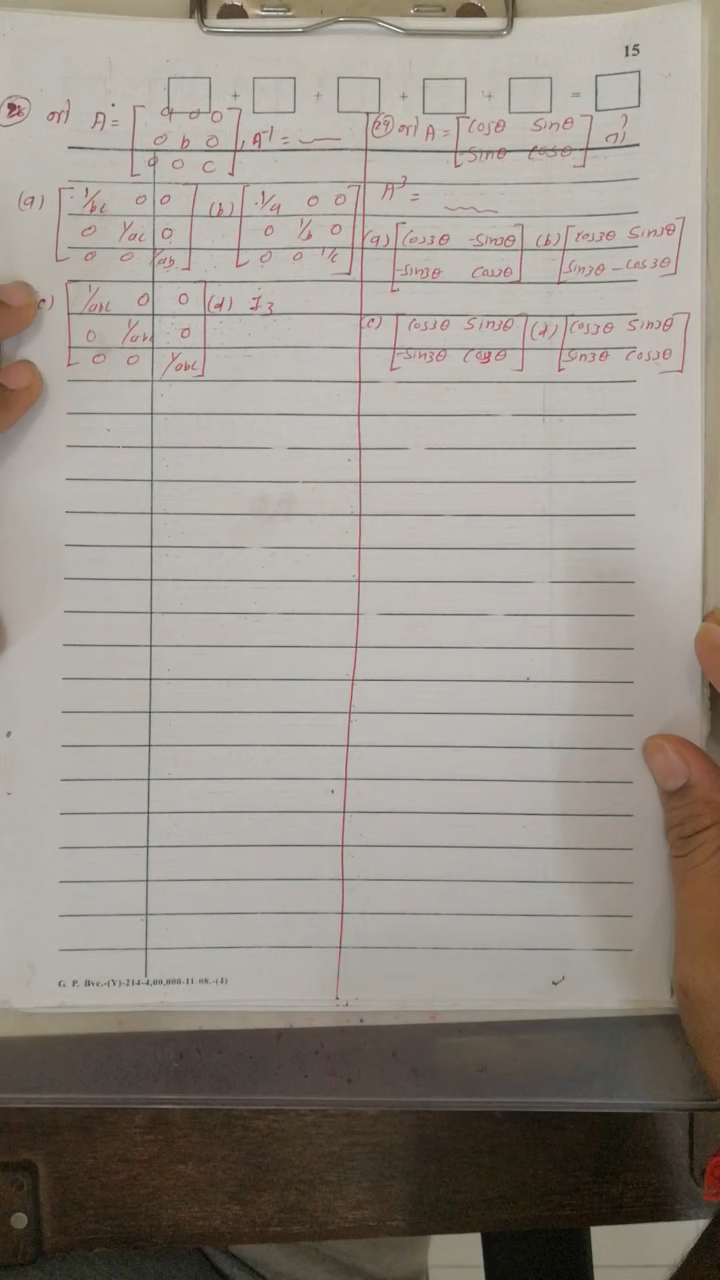 15
+ + + + =
26 or) A = [a 0 0
0 b 0
0 0 c], A⁻¹ =
(a) [1/bc 0 0
0 1/ac 0
0 0 1/ab]
(b) [1/a 0 0
0 1/b 0
0 0 1/c]
(c) [1/abc 0 0
0 1/abc 0
0 0 1/abc]
(d) I3
(29) or) A = [cosθ sinθ
-sinθ cosθ]
A³ =
(a) [cos3θ -sin3θ
-sin3θ cos3θ]
(b) [cos3θ sin3θ
sin3θ -cos3θ]
(c) [cos3θ sin3θ
-sin3θ cos3θ]
(d) [cos3θ sin3θ
sin3θ cos3θ]
G. P. Bvc.-(Y)-214-4,00,000-11-08.-(4)